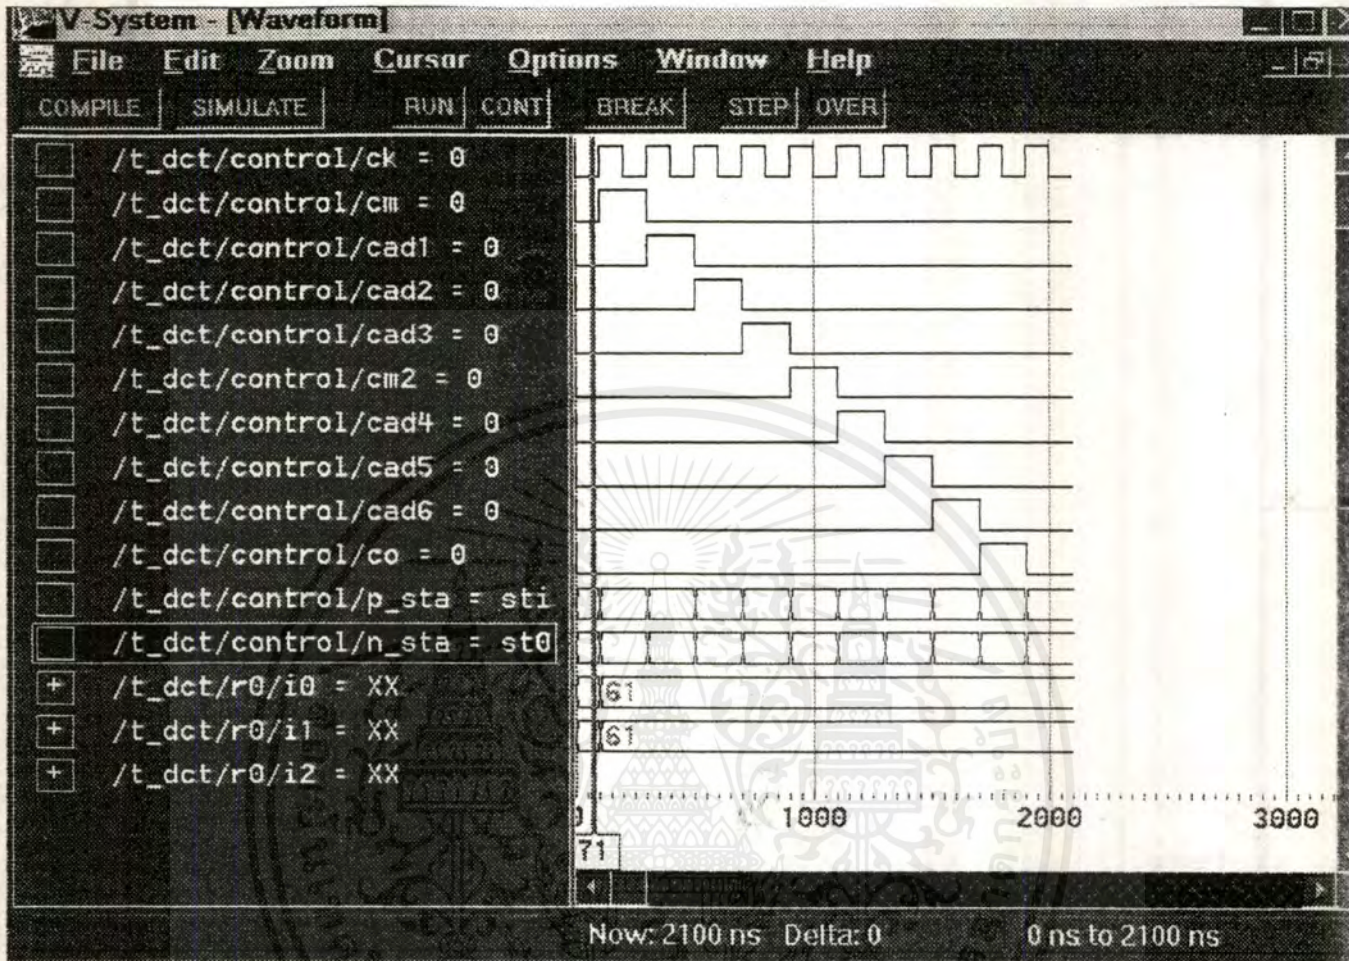 V-System - [Waveform]
File Edit Zoom Cursor Options Window Help
COMPILE SIMULATE RUN CONT BREAK STEP OVER
/t_dct/control/ck = 0
/t_dct/control/cm = 0
/t_dct/control/cad1 = 0
/t_dct/control/cad2 = 0
/t_dct/control/cad3 = 0
/t_dct/control/cm2 = 0
/t_dct/control/cad4 = 0
/t_dct/control/cad5 = 0
/t_dct/control/cad6 = 0
/t_dct/control/co = 0
/t_dct/control/p_sta = sti
/t_dct/control/n_sta = st0
/t_dct/r0/i0 = XX 61
/t_dct/r0/i1 = XX 61
/t_dct/r0/i2 = XX
0 1000 2000 3000
71
Now: 2100 ns Delta: 0 0 ns to 2100 ns